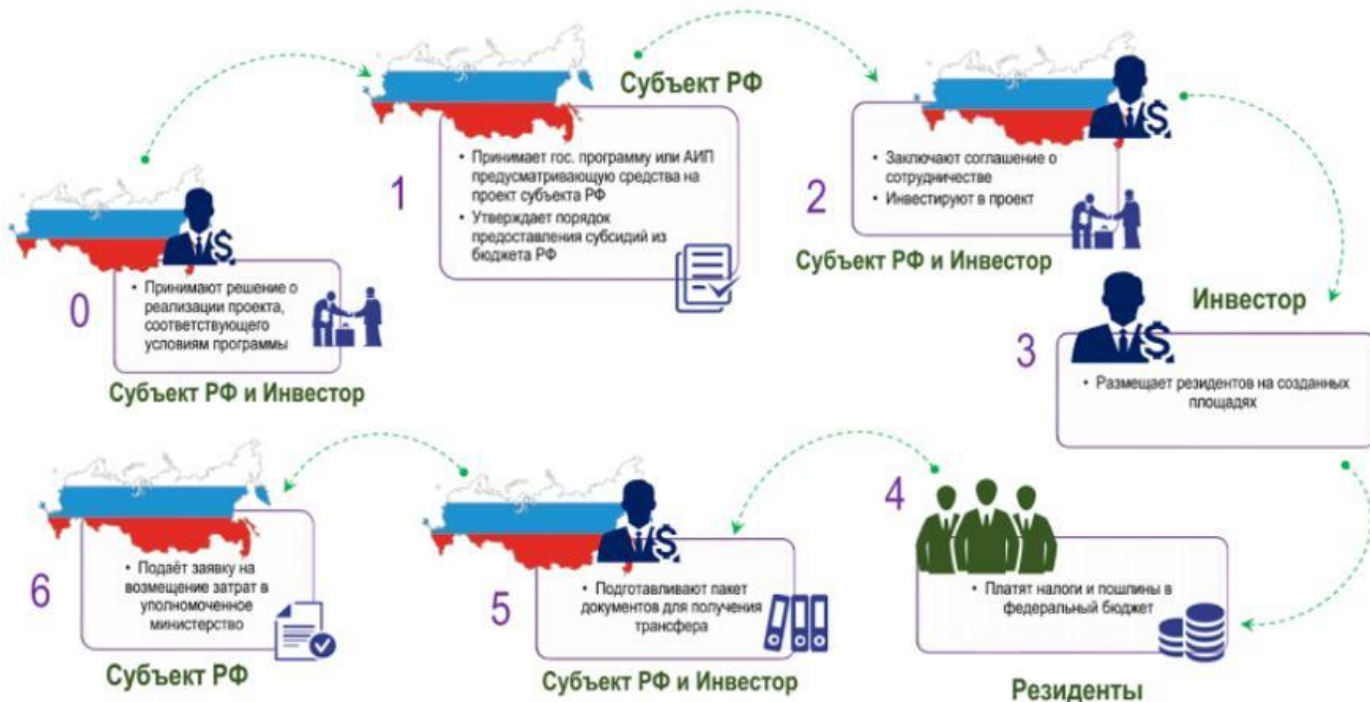 0
• Принимают решение о
реализации проекта,
соответствующего
условиям программы
Субъект РФ и Инвестор
Субъект РФ
1
• Принимает гос. программу или АИП
предусматривающую средства на
проект субъекта РФ
• Утверждает порядок
предоставления субсидий из
бюджета РФ
2
• Заключают соглашение о
сотрудничестве
• Инвестируют в проект
Субъект РФ и Инвестор
Инвестор
3
• Размещает резидентов на созданных
площадях
4
• Платят налоги и пошлины в
федеральный бюджет
Резиденты
5
• Подготавливают пакет
документов для получения
трансфера
Субъект РФ и Инвестор
6
• Подаёт заявку на
возмещение затрат в
уполномоченное
министерство
Субъект РФ